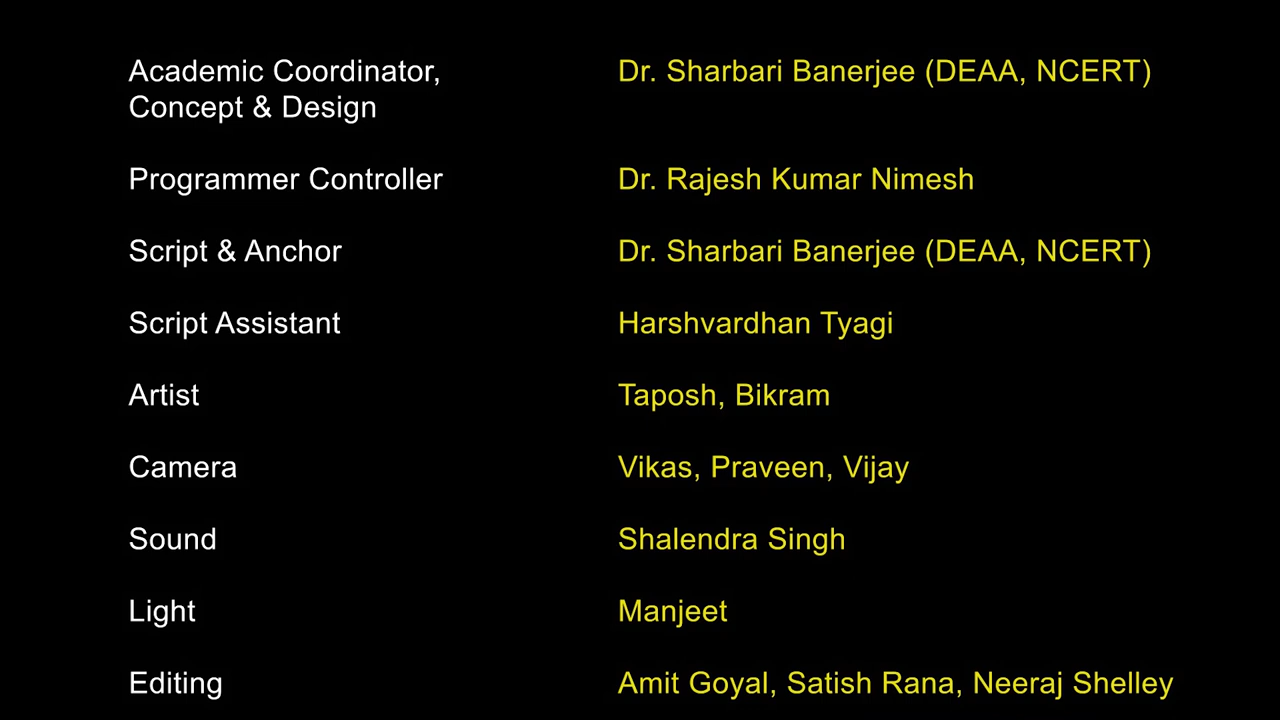 Academic Coordinator, Dr. Sharbari Banerjee (DEAA, NCERT)
Concept & Design
Programmer Controller Dr. Rajesh Kumar Nimesh
Script & Anchor Dr. Sharbari Banerjee (DEAA, NCERT)
Script Assistant Harshvardhan Tyagi
Artist Taposh, Bikram
Camera Vikas, Praveen, Vijay
Sound Shalendra Singh
Light Manjeet
Editing Amit Goyal, Satish Rana, Neeraj Shelley